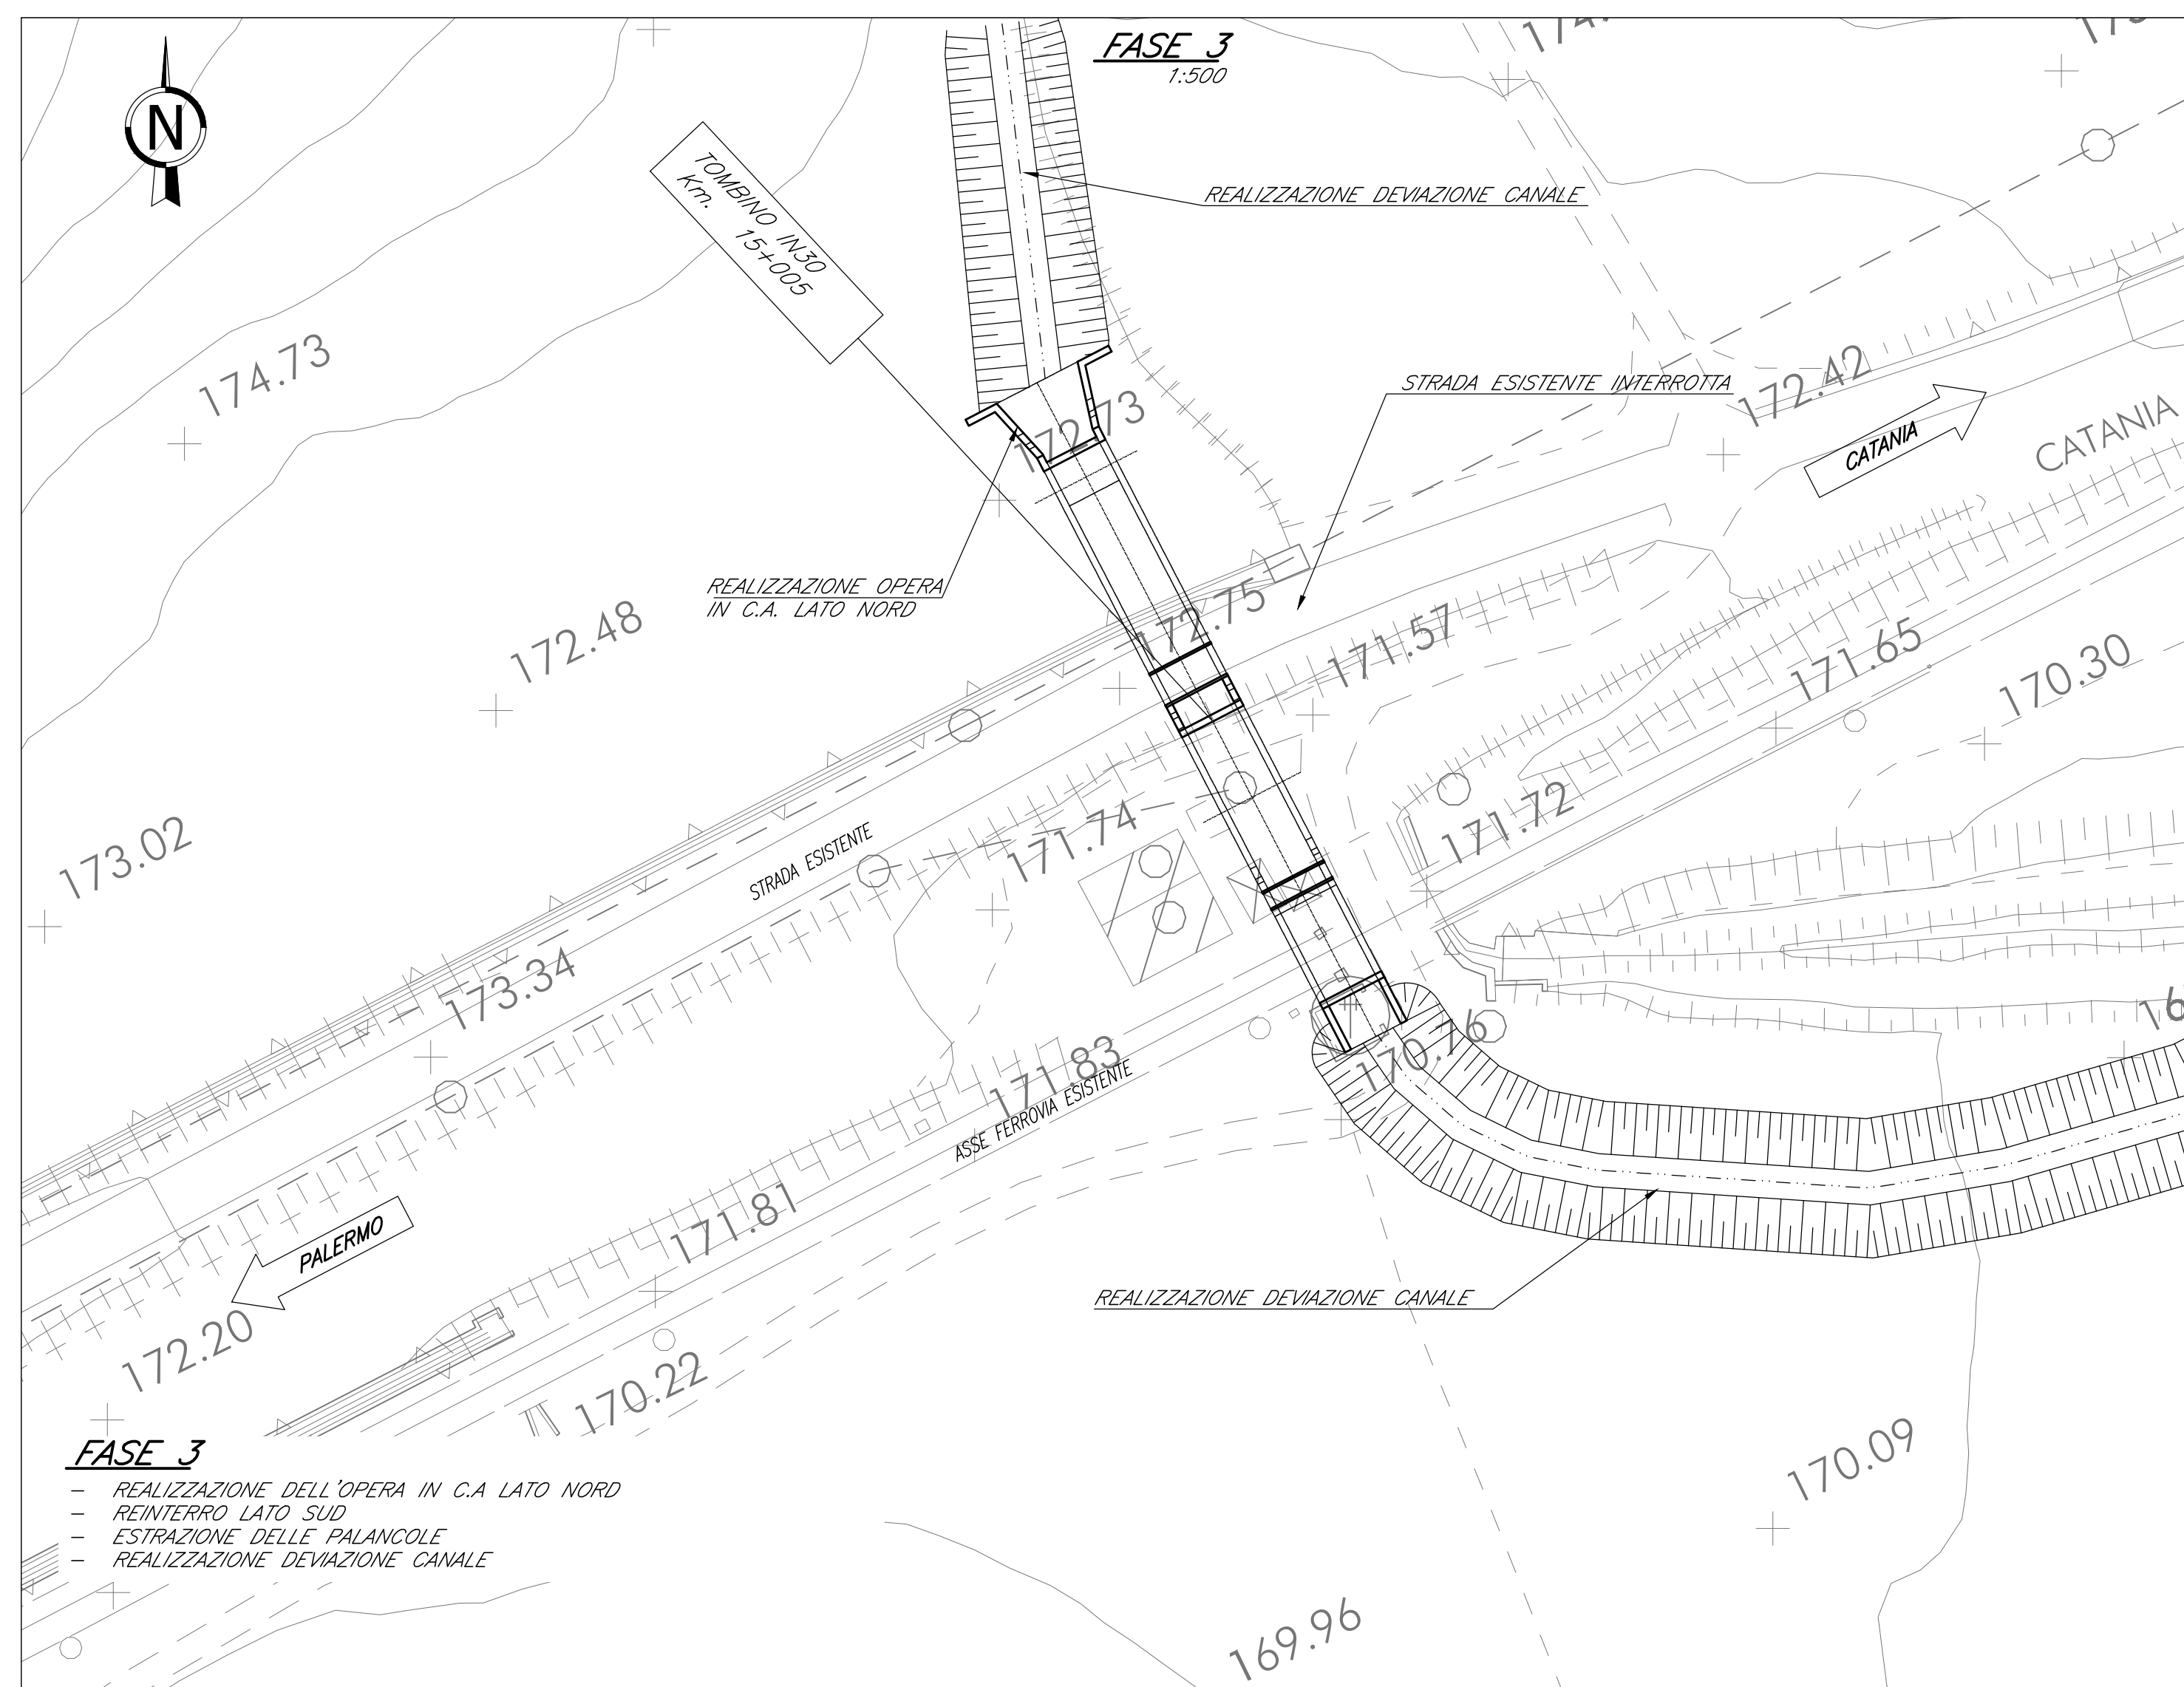 FASE 3
1:500
N
TOMBINO IN30
Km. 15+005
REALIZZAZIONE DEVIAZIONE CANALE
STRADA ESISTENTE INTERROTTA
174.73
172.73
172.42
CATANIA
CATANIA
REALIZZAZIONE OPERA
IN C.A. LATO NORD
172.48
172.75
171.57
171.65
170.30
173.02
STRADA ESISTENTE
171.74
171.72
173.34
171.83
170.76
ASSE FERROVIA ESISTENTE
PALERMO
171.81
REALIZZAZIONE DEVIAZIONE CANALE
172.20
170.22
170.09
169.96
FASE 3
- REALIZZAZIONE DELL'OPERA IN C.A LATO NORD
- REINTERRO LATO SUD
- ESTRAZIONE DELLE PALANCOLE
- REALIZZAZIONE DEVIAZIONE CANALE